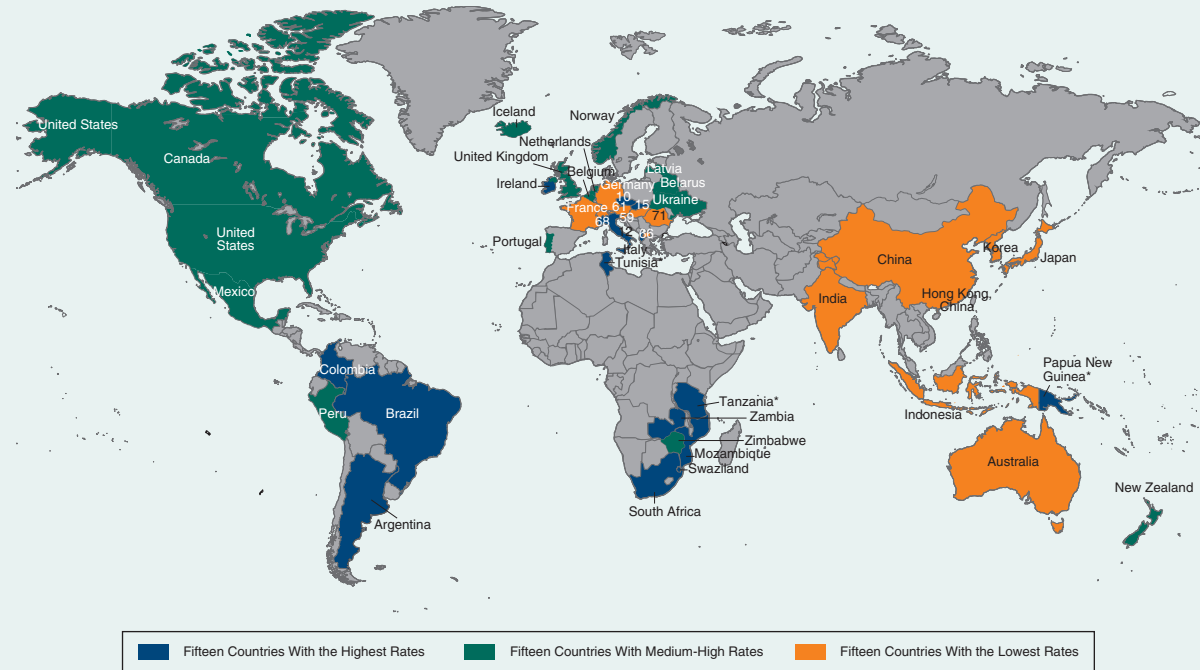 United States
Canada
United
States
Mexico
Iceland
Norway
Netherlands
United Kingdom
Belgium
Ireland
Latvia
Germany
Belarus
10
Ukraine
France
61
15
68
59
71
2
36
Portugal
Italy
Tunisia*
Korea
Japan
China
India
Hong Kong,
China
Colombia
Peru
Brazil
Argentina
Tanzania*
Zambia
Zimbabwe
Mozambique
Swaziland
South Africa
Papua New
Guinea*
Indonesia
Australia
New Zealand
Fifteen Countries With the Highest Rates
Fifteen Countries With Medium-High Rates
Fifteen Countries With the Lowest Rates